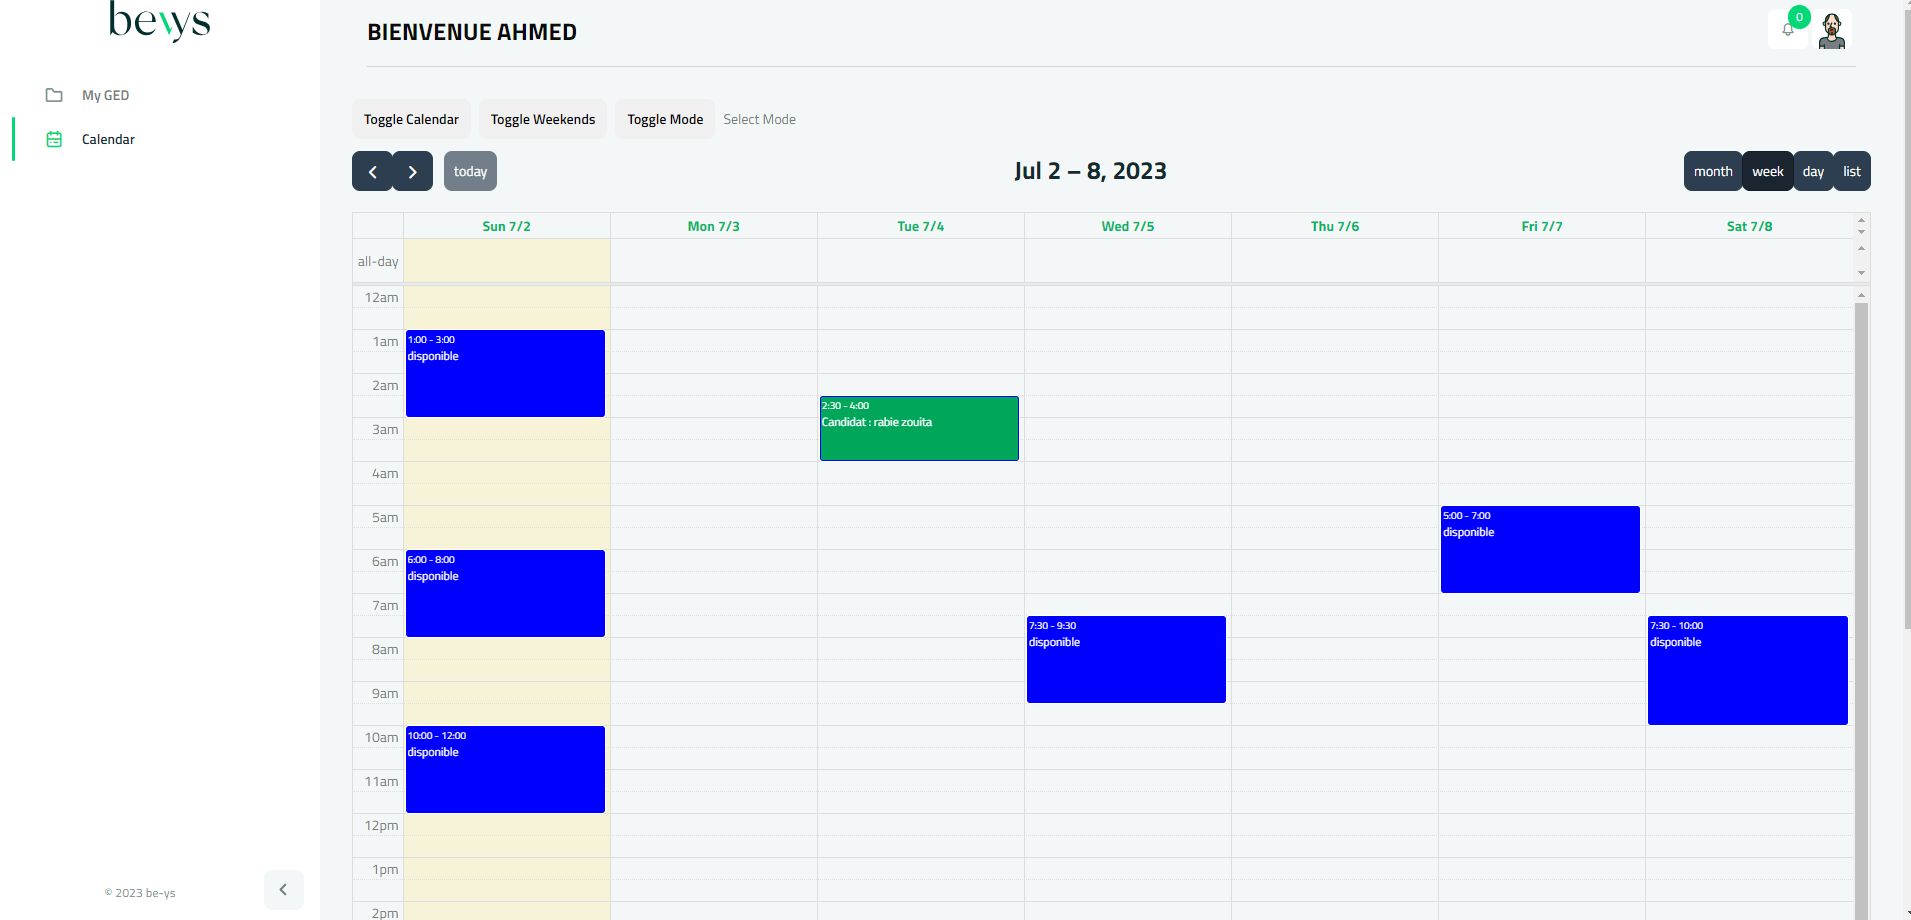 be-ys
BIENVENUE AHMED
0
My GED
Calendar
Toggle Calendar Toggle Weekends Toggle Mode Select Mode
today
Jul 2 – 8, 2023
month week day list
Sun 7/2 Mon 7/3 Tue 7/4 Wed 7/5 Thu 7/6 Fri 7/7 Sat 7/8
all-day
12am
1am
1:00 - 3:00
disponible
2am
2:30 - 4:00
Candidat : rabie zouita
3am
4am
5am
5:00 - 7:00
disponible
6am
6:00 - 8:00
disponible
7am
7:30 - 9:30
disponible
7:30 - 10:00
disponible
8am
9am
10am
10:00 - 12:00
disponible
11am
12pm
1pm
2pm
© 2023 be-ys